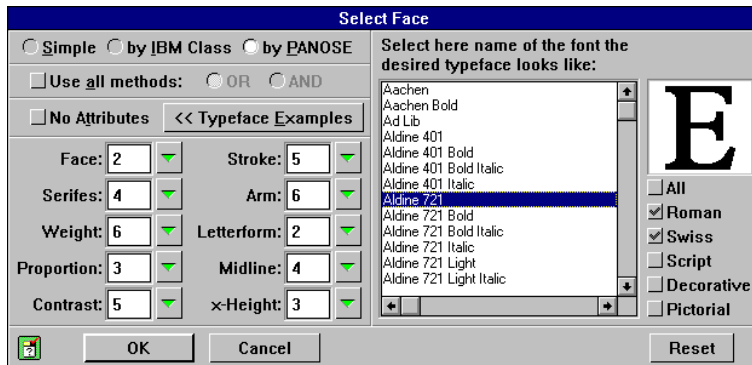 Select Face
Simple by IBM Class by PANOSE
Use all methods: OR AND
No Attributes << Typeface Examples
Face: 2 Stroke: 5
Serifes: 4 Arm: 6
Weight: 6 Letterform: 2
Proportion: 3 Midline: 4
Contrast: 5 x-Height: 3
Select here name of the font the
desired typeface looks like:
Aachen
Aachen Bold
Ad Lib
Aldine 401
Aldine 401 Bold
Aldine 401 Bold Italic
Aldine 401 Italic
Aldine 721
Aldine 721 Bold
Aldine 721 Bold Italic
Aldine 721 Italic
Aldine 721 Light
Aldine 721 Light Italic
E
All
Roman
Swiss
Script
Decorative
Pictorial
? OK Cancel Reset